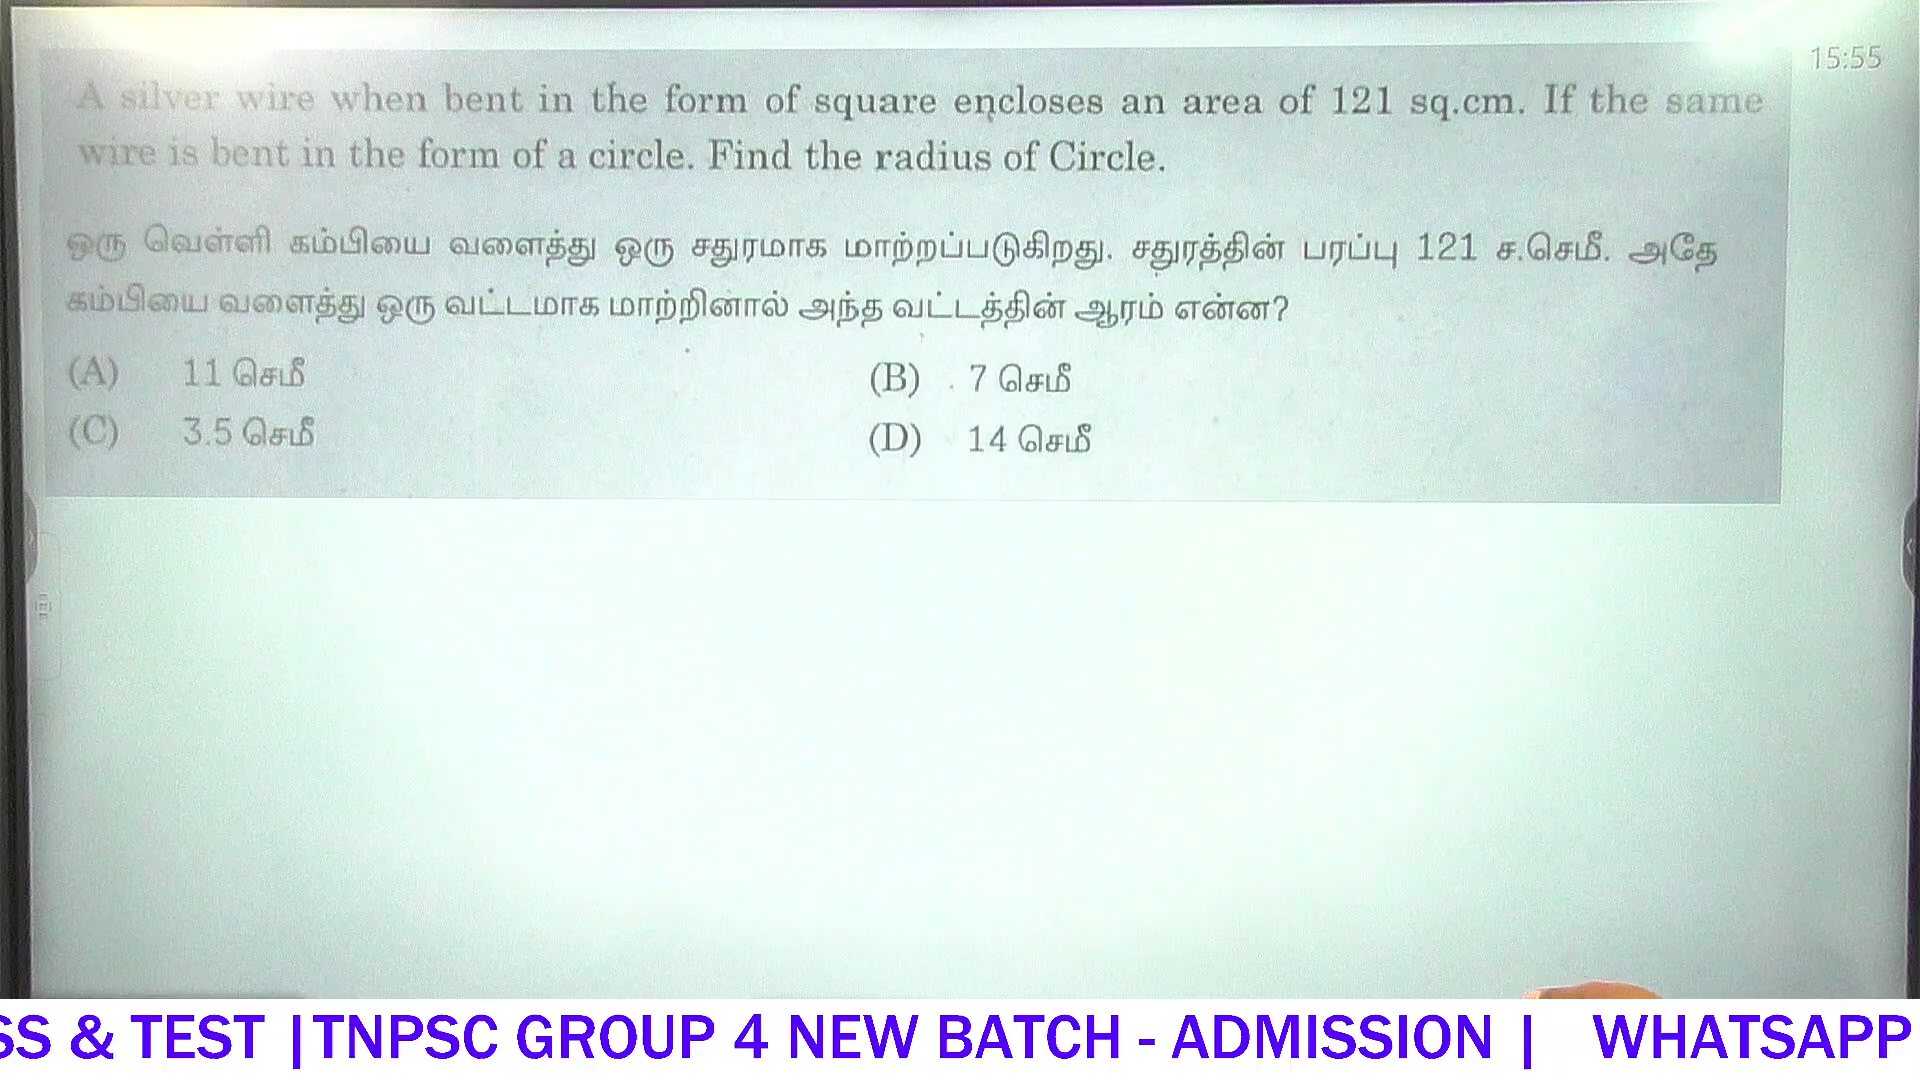 15:55
A silver wire when bent in the form of square encloses an area of 121 sq.cm. If the same
wire is bent in the form of a circle. Find the radius of Circle.
ஒரு வெள்ளி கம்பியை வளைத்து ஒரு சதுரமாக மாற்றப்படுகிறது. சதுரத்தின் பரப்பு 121 ச.செமீ. அதே
கம்பியை வளைத்து ஒரு வட்டமாக மாற்றினால் அந்த வட்டத்தின் ஆரம் என்ன?
(A) 11 செமீ (B) 7 செமீ
(C) 3.5 செமீ (D) 14 செமீ
SS & TEST | TNPSC GROUP 4 NEW BATCH - ADMISSION | WHATSAPP